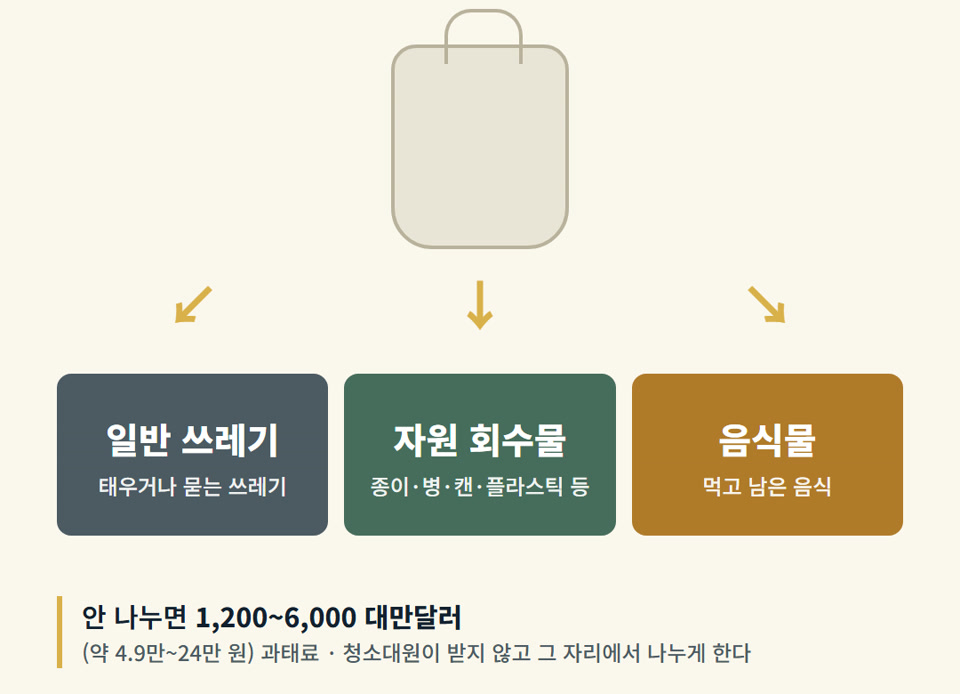 일반 쓰레기
태우거나 묻는 쓰레기
자원 회수물
종이·병·캔·플라스틱 등
음식물
먹고 남은 음식
안 나누면 1,200~6,000 대만달러
(약 4.9만~24만 원) 과태료 · 청소대원이 받지 않고 그 자리에서 나누게 한다